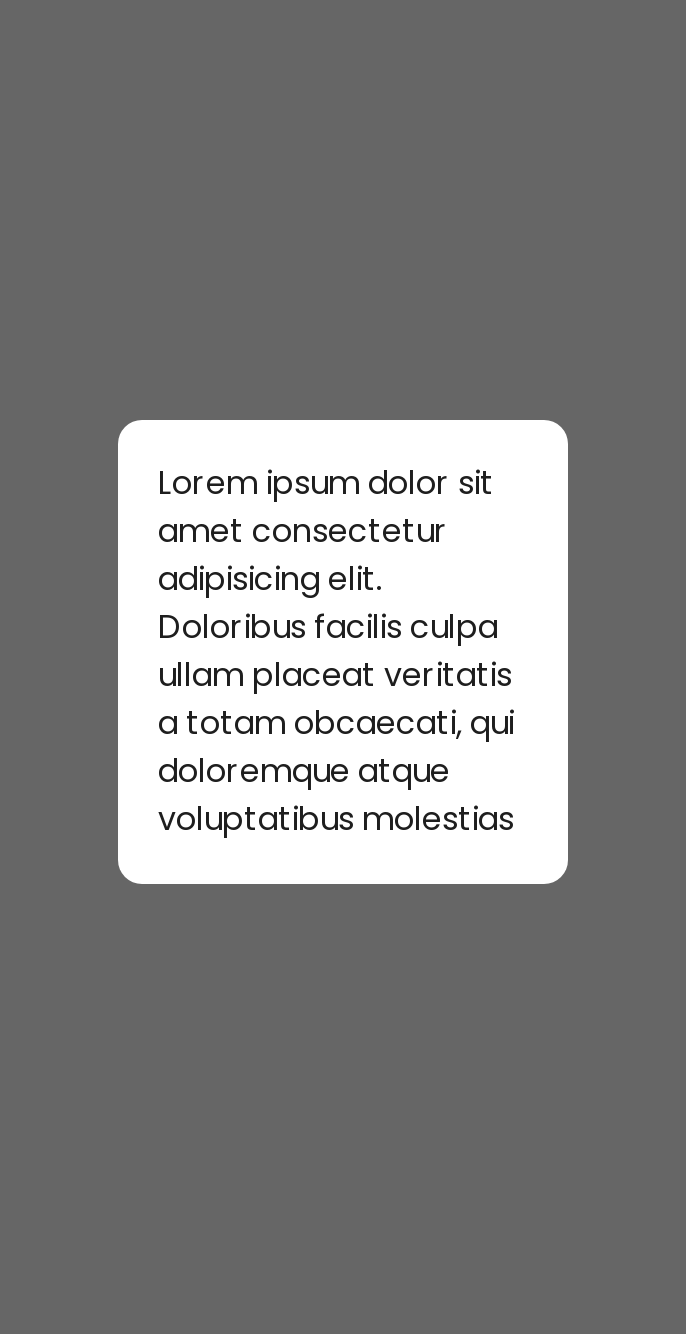 Lorem ipsum dolor sit
amet consectetur
adipisicing elit.
Doloribus facilis culpa
ullam placeat veritatis
a totam obcaecati, qui
doloremque atque
voluptatibus molestias